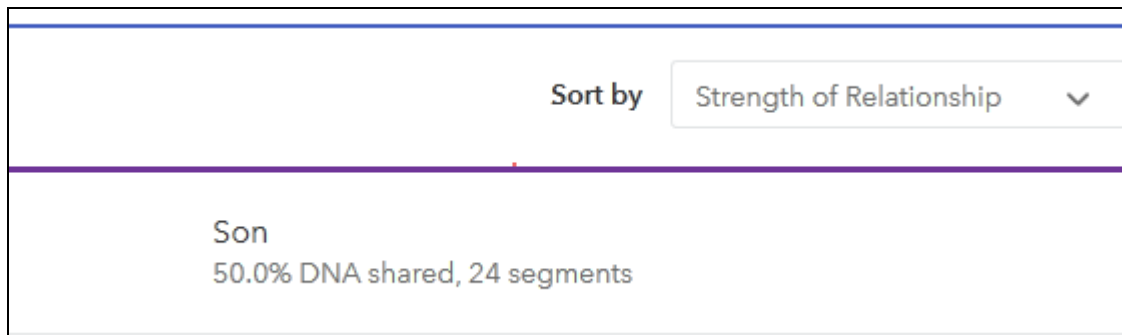 Sort by Strength of Relationship
Son
50.0% DNA shared, 24 segments